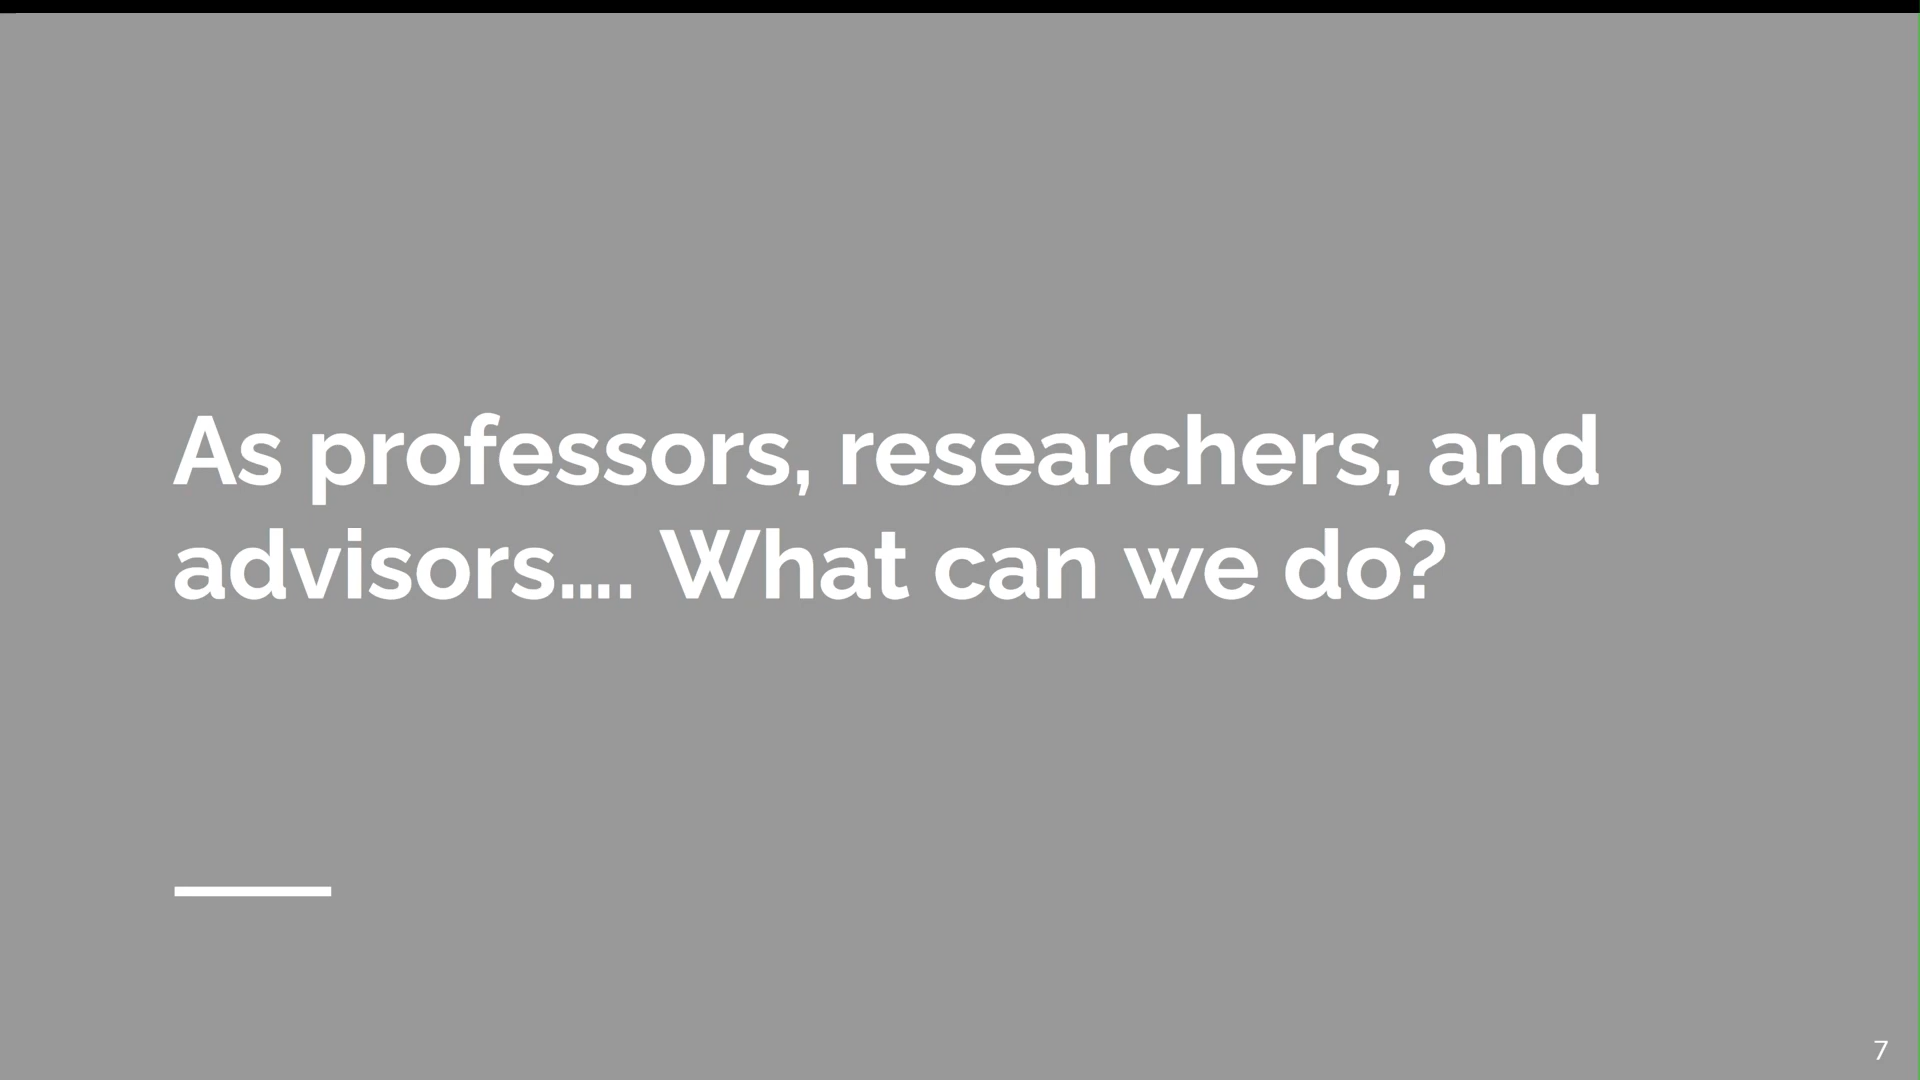 As professors, researchers, and
advisors.... What can we do?
7